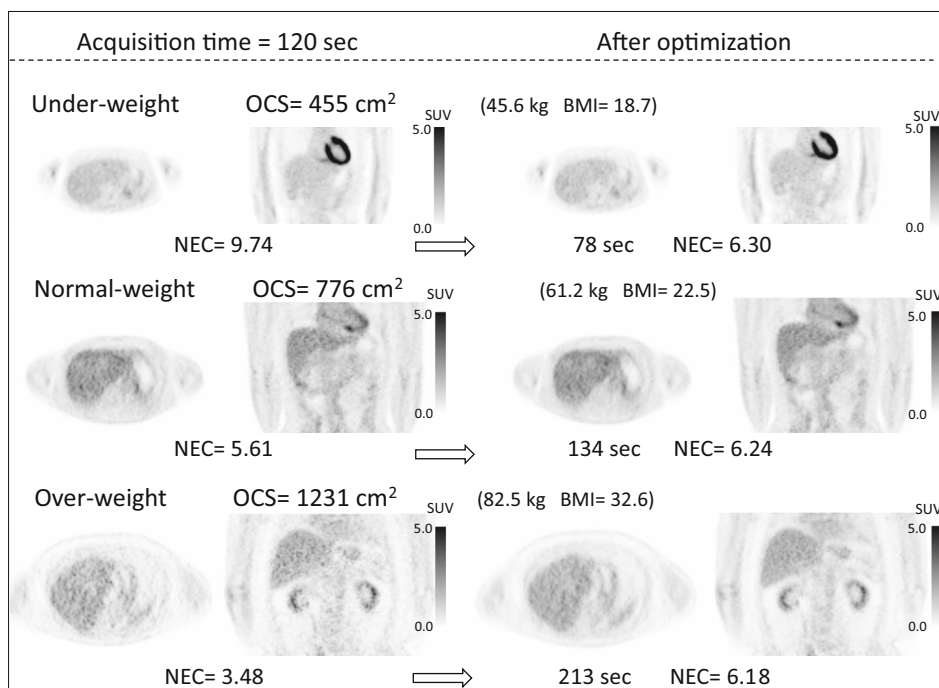 Acquisition time = 120 sec After optimization
Under-weight OCS= 455 cm² (45.6 kg BMI= 18.7)
SUV SUV
5.0 5.0
0.0 0.0
NEC= 9.74 78 sec NEC= 6.30
Normal-weight OCS= 776 cm² (61.2 kg BMI= 22.5)
SUV SUV
5.0 5.0
0.0 0.0
NEC= 5.61 134 sec NEC= 6.24
Over-weight OCS= 1231 cm² (82.5 kg BMI= 32.6)
SUV SUV
5.0 5.0
0.0 0.0
NEC= 3.48 213 sec NEC= 6.18